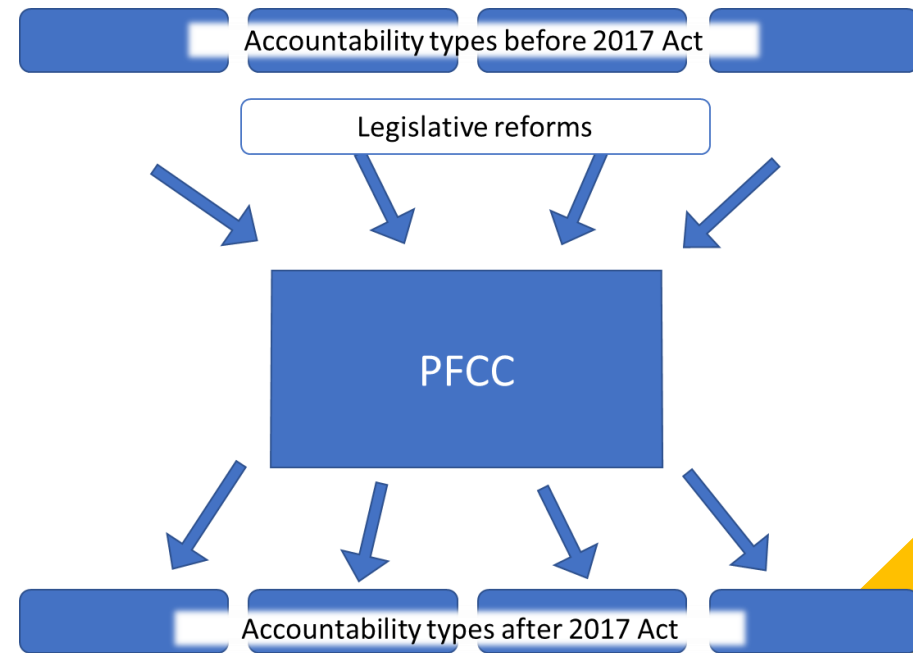 Accountability types before 2017 Act
Legislative reforms
PFCC
Accountability types after 2017 Act